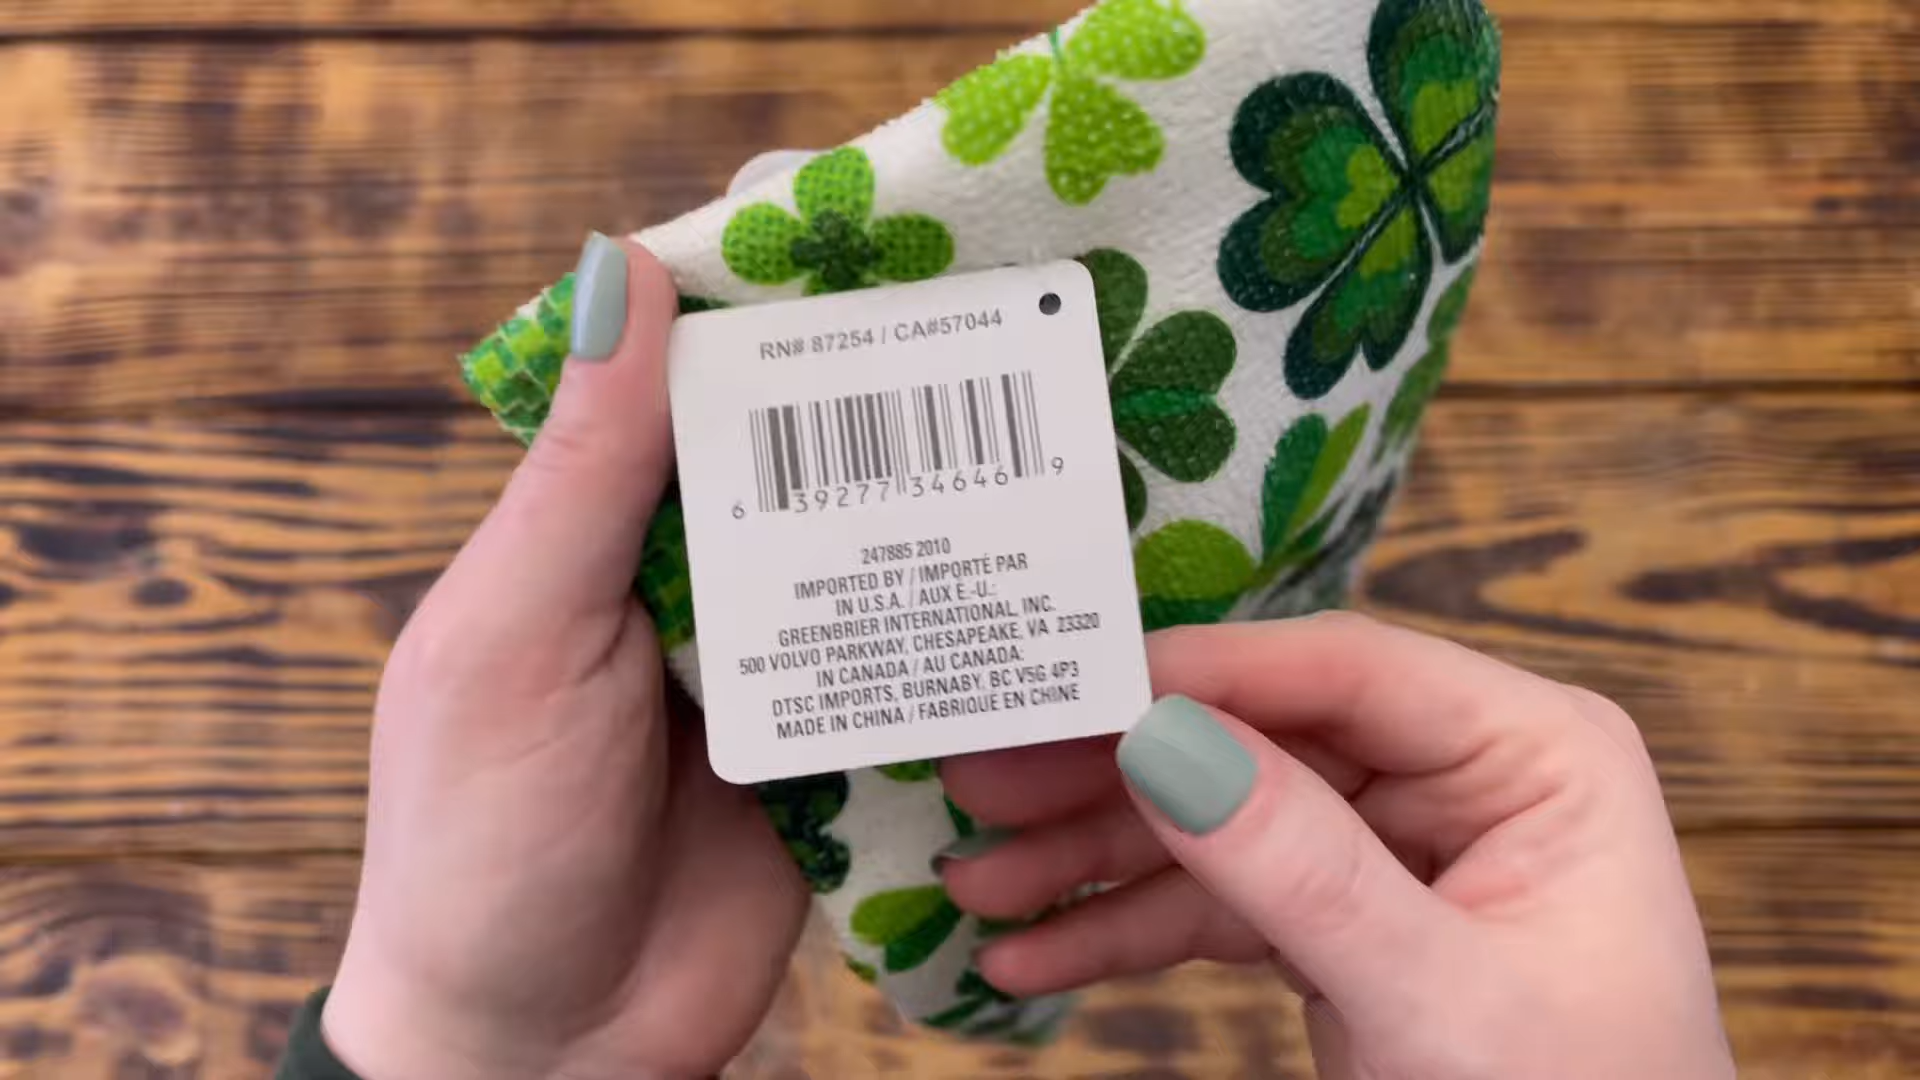 RN# 87254 / CA#57044
6 39277 34646 9
247885 2010
IMPORTED BY / IMPORTÉ PAR
IN U.S.A. / AUX E.-U.:
GREENBRIER INTERNATIONAL, INC.
500 VOLVO PARKWAY, CHESAPEAKE, VA 23320
IN CANADA / AU CANADA:
DTSC IMPORTS, BURNABY, BC V5G 4P3
MADE IN CHINA / FABRIQUE EN CHINE